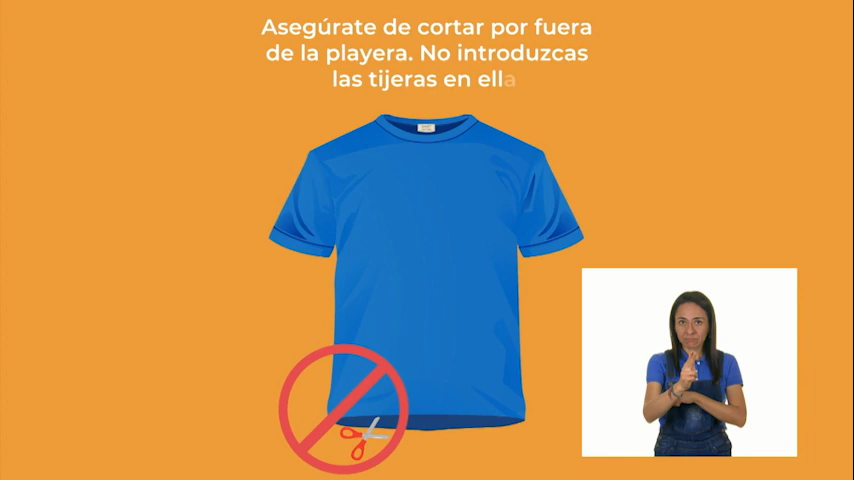 Asegúrate de cortar por fuera
de la playera. No introduzcas
las tijeras en ella